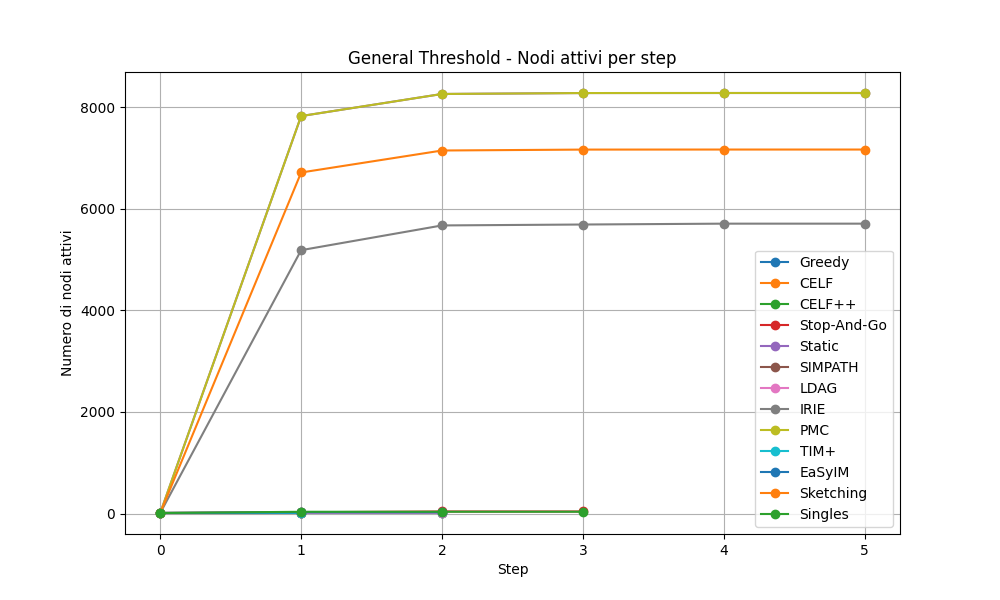 General Threshold - Nodi attivi per step
Numero di nodi attivi
8000
6000
4000
2000
0
0 1 2 3 4 5
Step
Greedy
CELF
CELF++
Stop-And-Go
Static
SIMPATH
LDAG
IRIE
PMC
TIM+
EaSyIM
Sketching
Singles